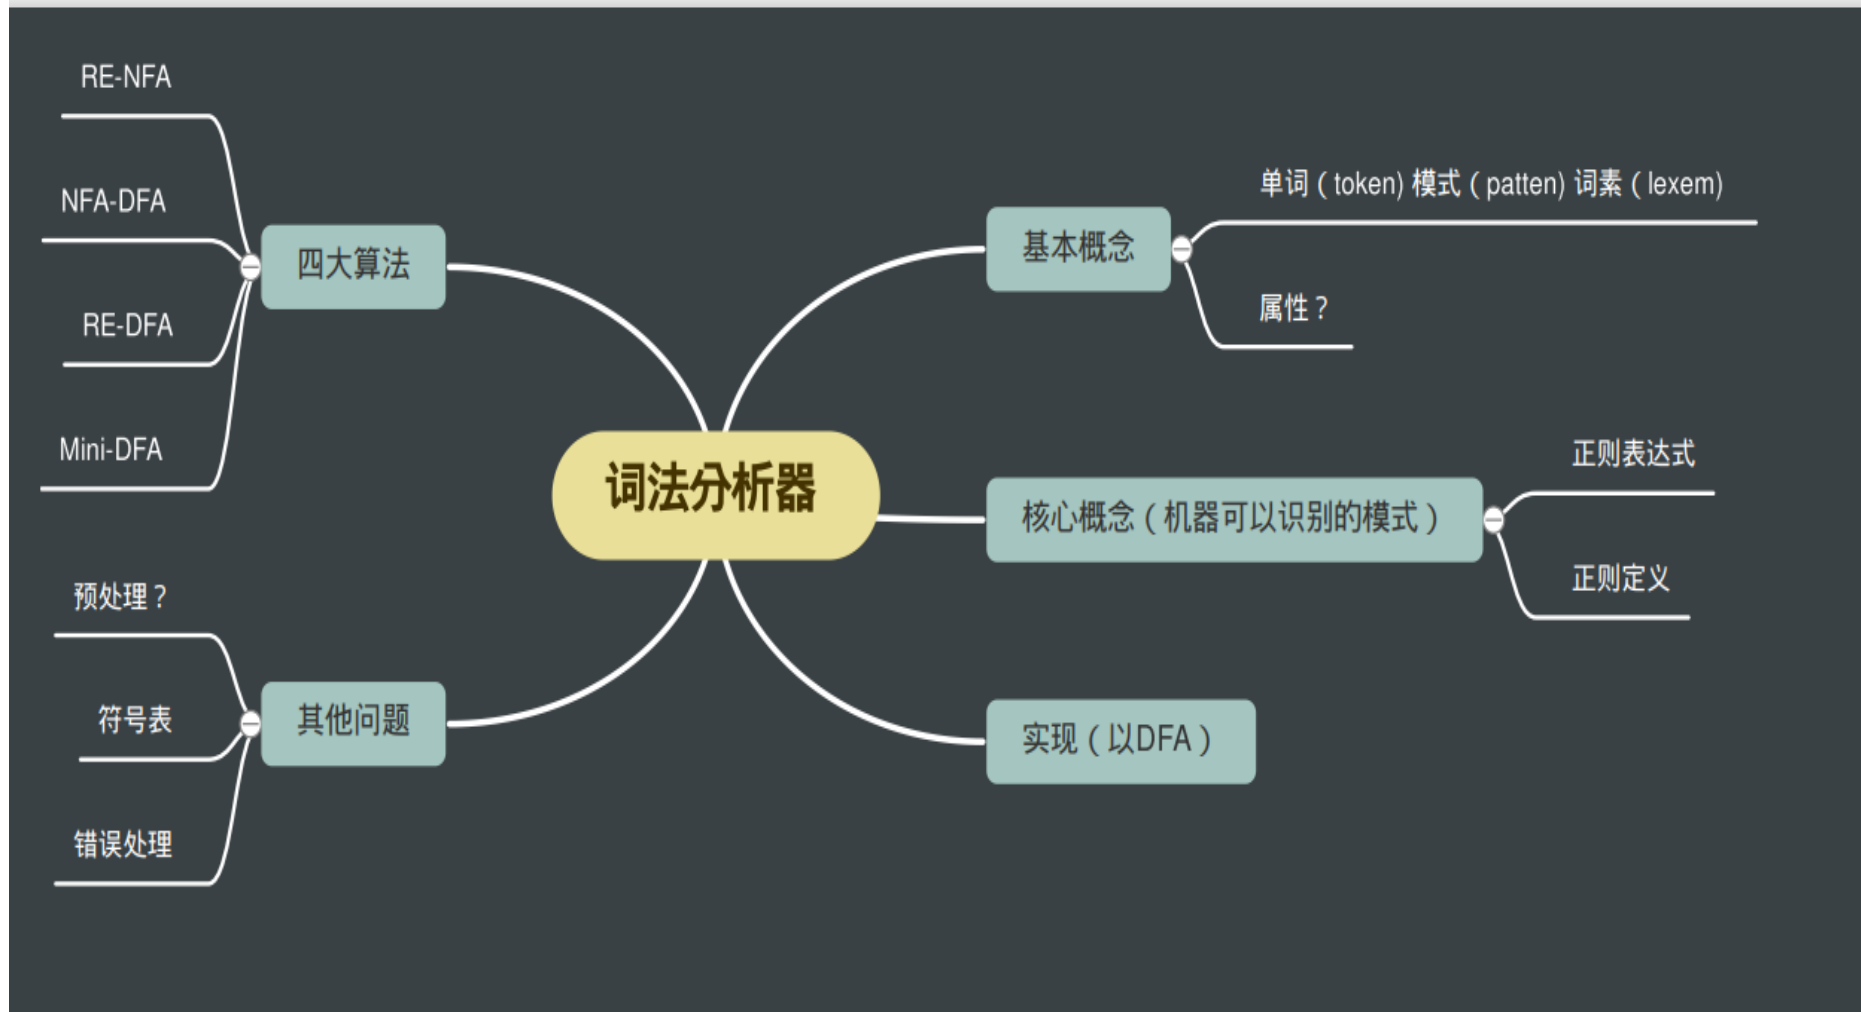 词法分析器
四大算法
RE-NFA
NFA-DFA
RE-DFA
Mini-DFA
其他问题
预处理？
符号表
错误处理
基本概念
单词（token) 模式（patten) 词素（lexem)
属性？
核心概念（机器可以识别的模式）
正则表达式
正则定义
实现（以DFA）